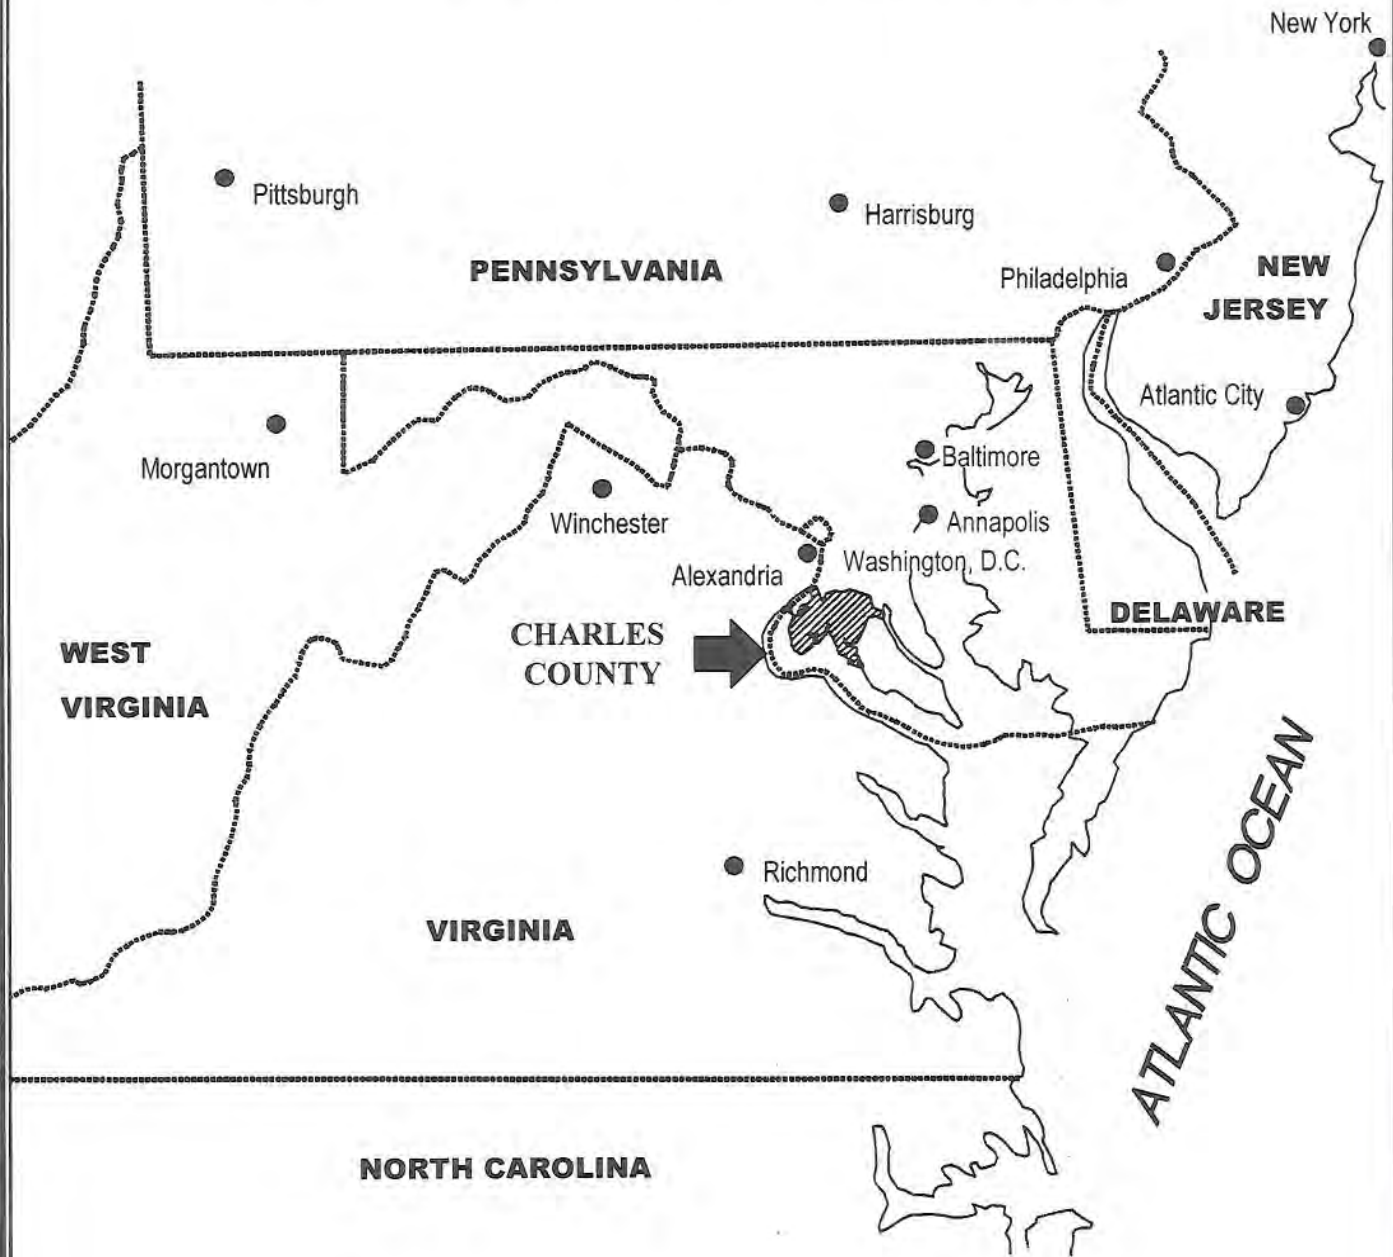 New York
Pittsburgh
Harrisburg
PENNSYLVANIA
Philadelphia
NEW
JERSEY
Atlantic City
Morgantown
Baltimore
Winchester
Annapolis
Alexandria
Washington, D.C.
DELAWARE
CHARLES
COUNTY
WEST
VIRGINIA
Richmond
VIRGINIA
ATLANTIC OCEAN
NORTH CAROLINA